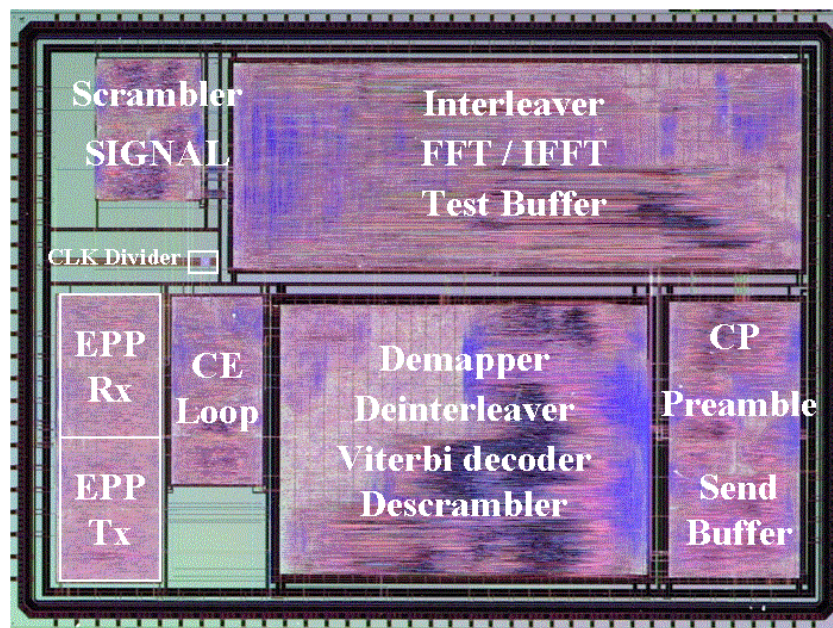 Scrambler
SIGNAL
Interleaver
FFT / IFFT
Test Buffer
CLK Divider
EPP
Rx
EPP
Tx
CE
Loop
Demapper
Deinterleaver
Viterbi decoder
Descrambler
CP
Preamble
Send
Buffer